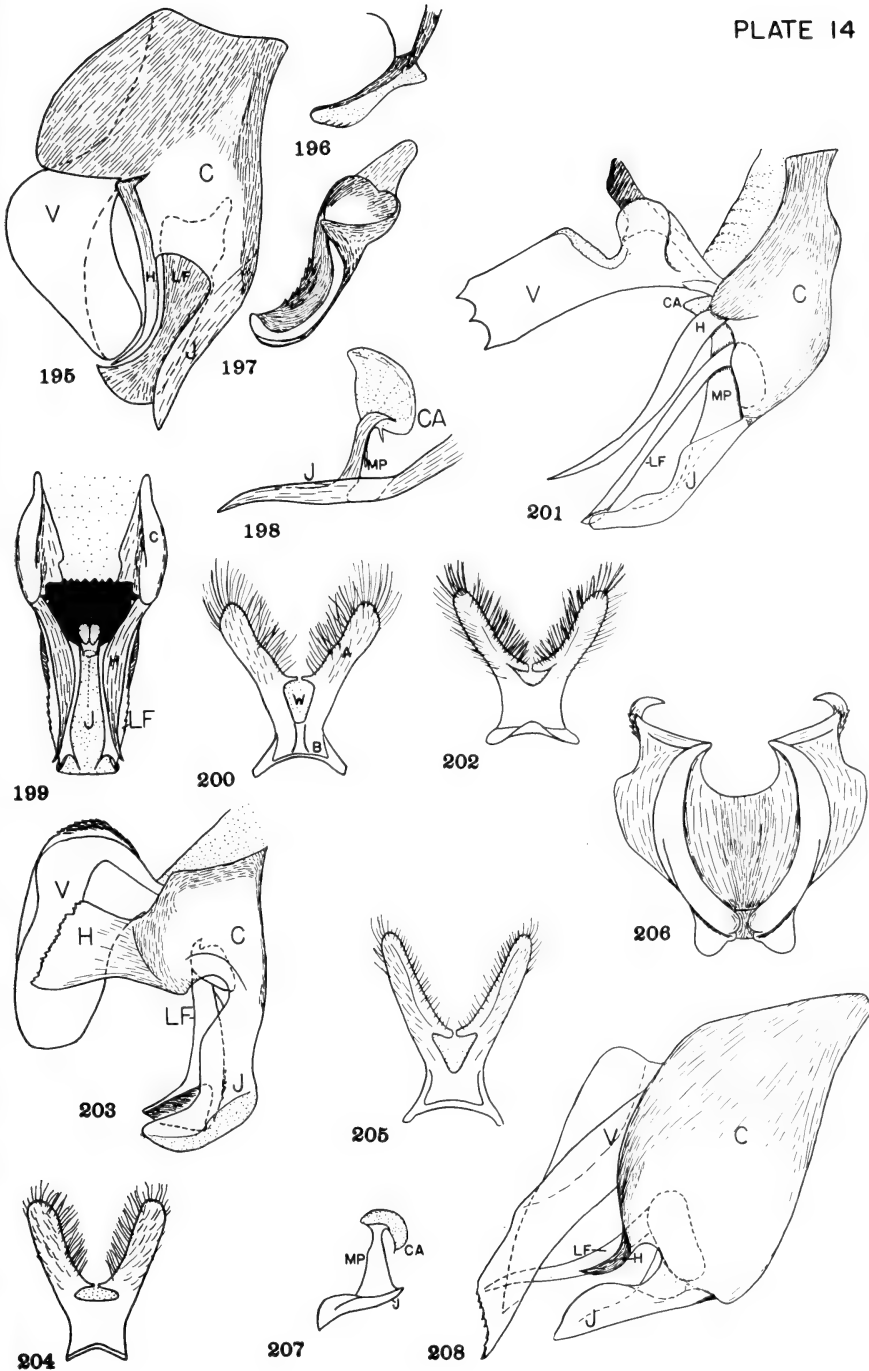 PLATE 14
196
C
V
H
LF
J
195
197
V
C
CA
H
MP
LF
J
201
CA
MP
J
198
C
H
J
LF
199
A
W
B
200
202
206
V
H
C
LF
J
203
205
V
C
LF
H
J
208
204
MP
CA
J
207